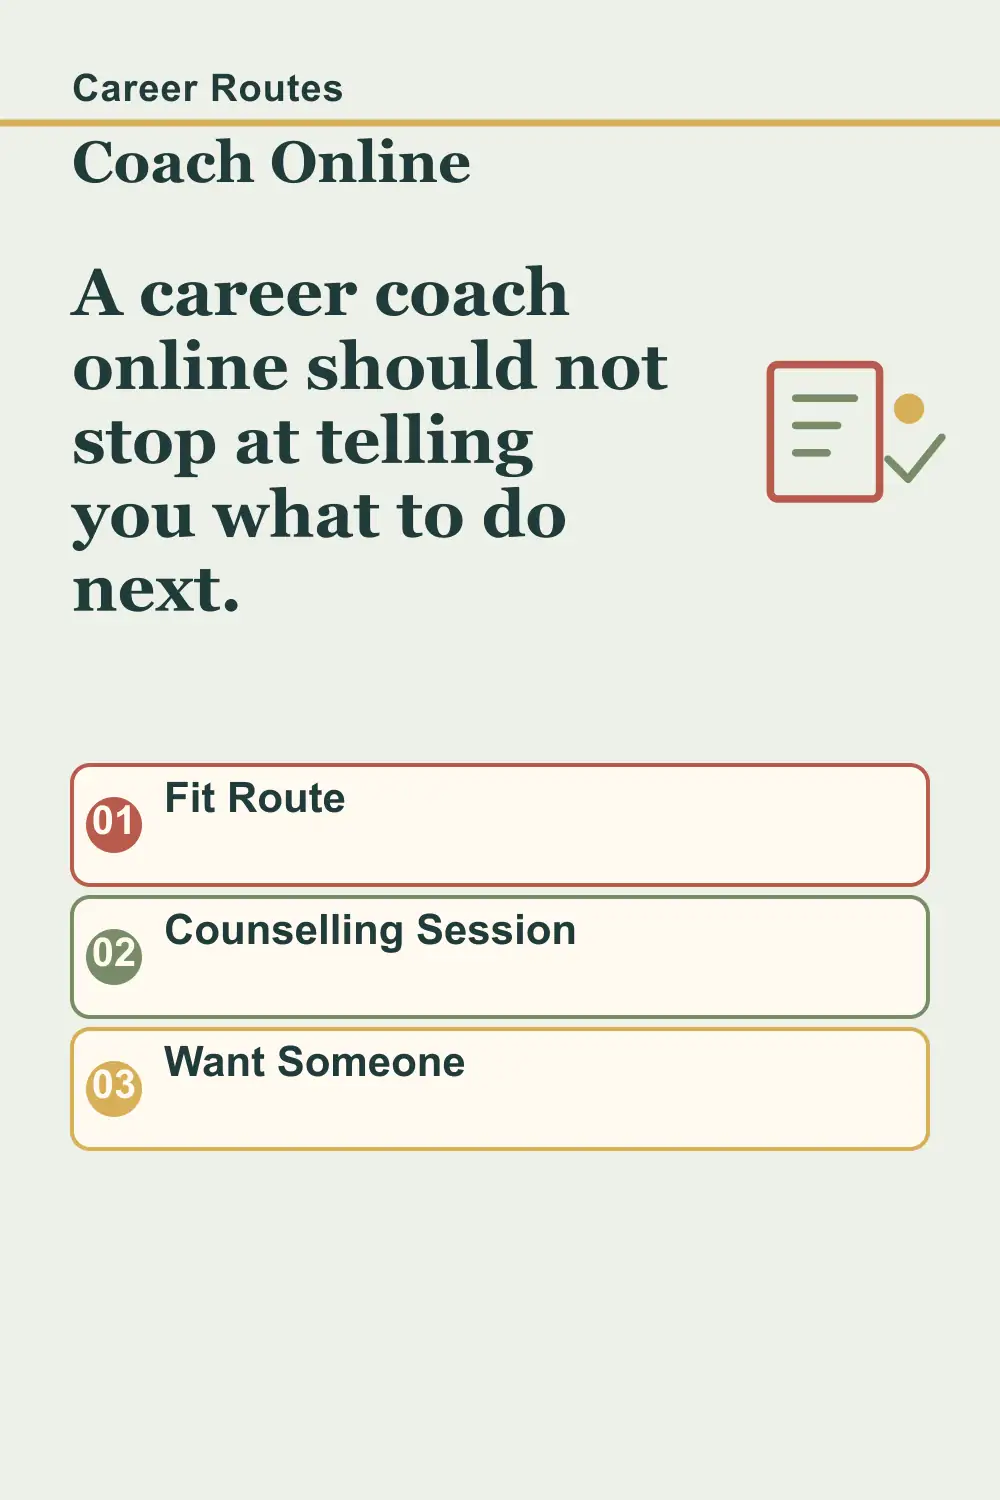 Career Routes
Coach Online
A career coach
online should not
stop at telling
you what to do
next.
01 Fit Route
02 Counselling Session
03 Want Someone